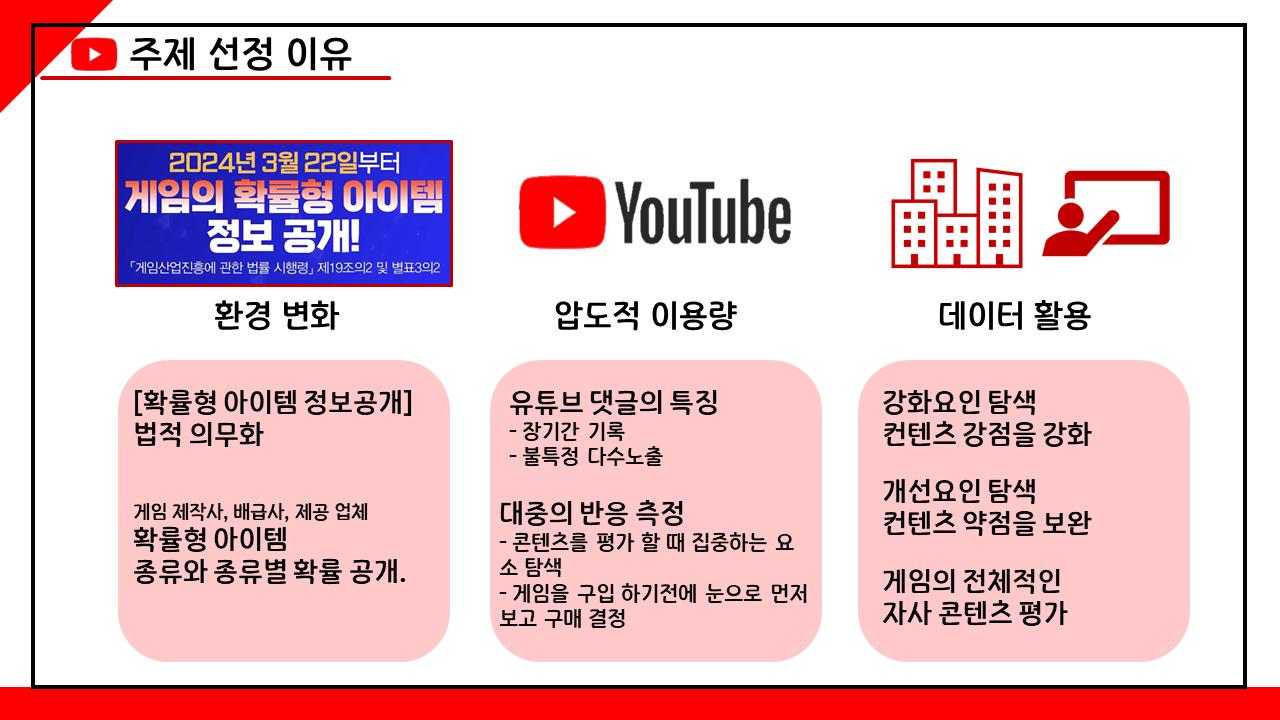 주제 선정 이유
2024년 3월 22일부터
게임의 확률형 아이템
정보 공개!
「게임산업진흥에 관한 법률 시행령」 제19조의2 및 별표3의2
환경 변화
[확률형 아이템 정보공개]
법적 의무화
게임 제작사, 배급사, 제공 업체
확률형 아이템
종류와 종류별 확률 공개.
YouTube
압도적 이용량
유튜브 댓글의 특징
- 장기간 기록
- 불특정 다수노출
대중의 반응 측정
- 콘텐츠를 평가 할 때 집중하는 요
소 탐색
- 게임을 구입 하기전에 눈으로 먼저
보고 구매 결정
데이터 활용
강화요인 탐색
컨텐츠 강점을 강화
개선요인 탐색
컨텐츠 약점을 보완
게임의 전체적인
자사 콘텐츠 평가